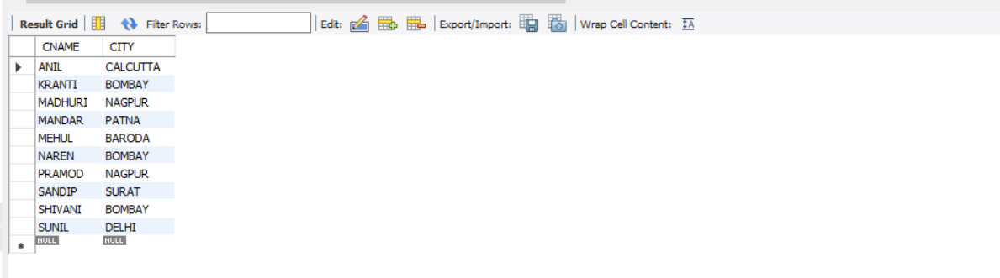 Result Grid Filter Rows: Edit: Export/Import: Wrap Cell Content: IA
CNAME CITY
ANIL CALCUTTA
KRANTI BOMBAY
MADHURI NAGPUR
MANDAR PATNA
MEHUL BARODA
NAREN BOMBAY
PRAMOD NAGPUR
SANDIP SURAT
SHIVANI BOMBAY
SUNIL DELHI
NULL NULL